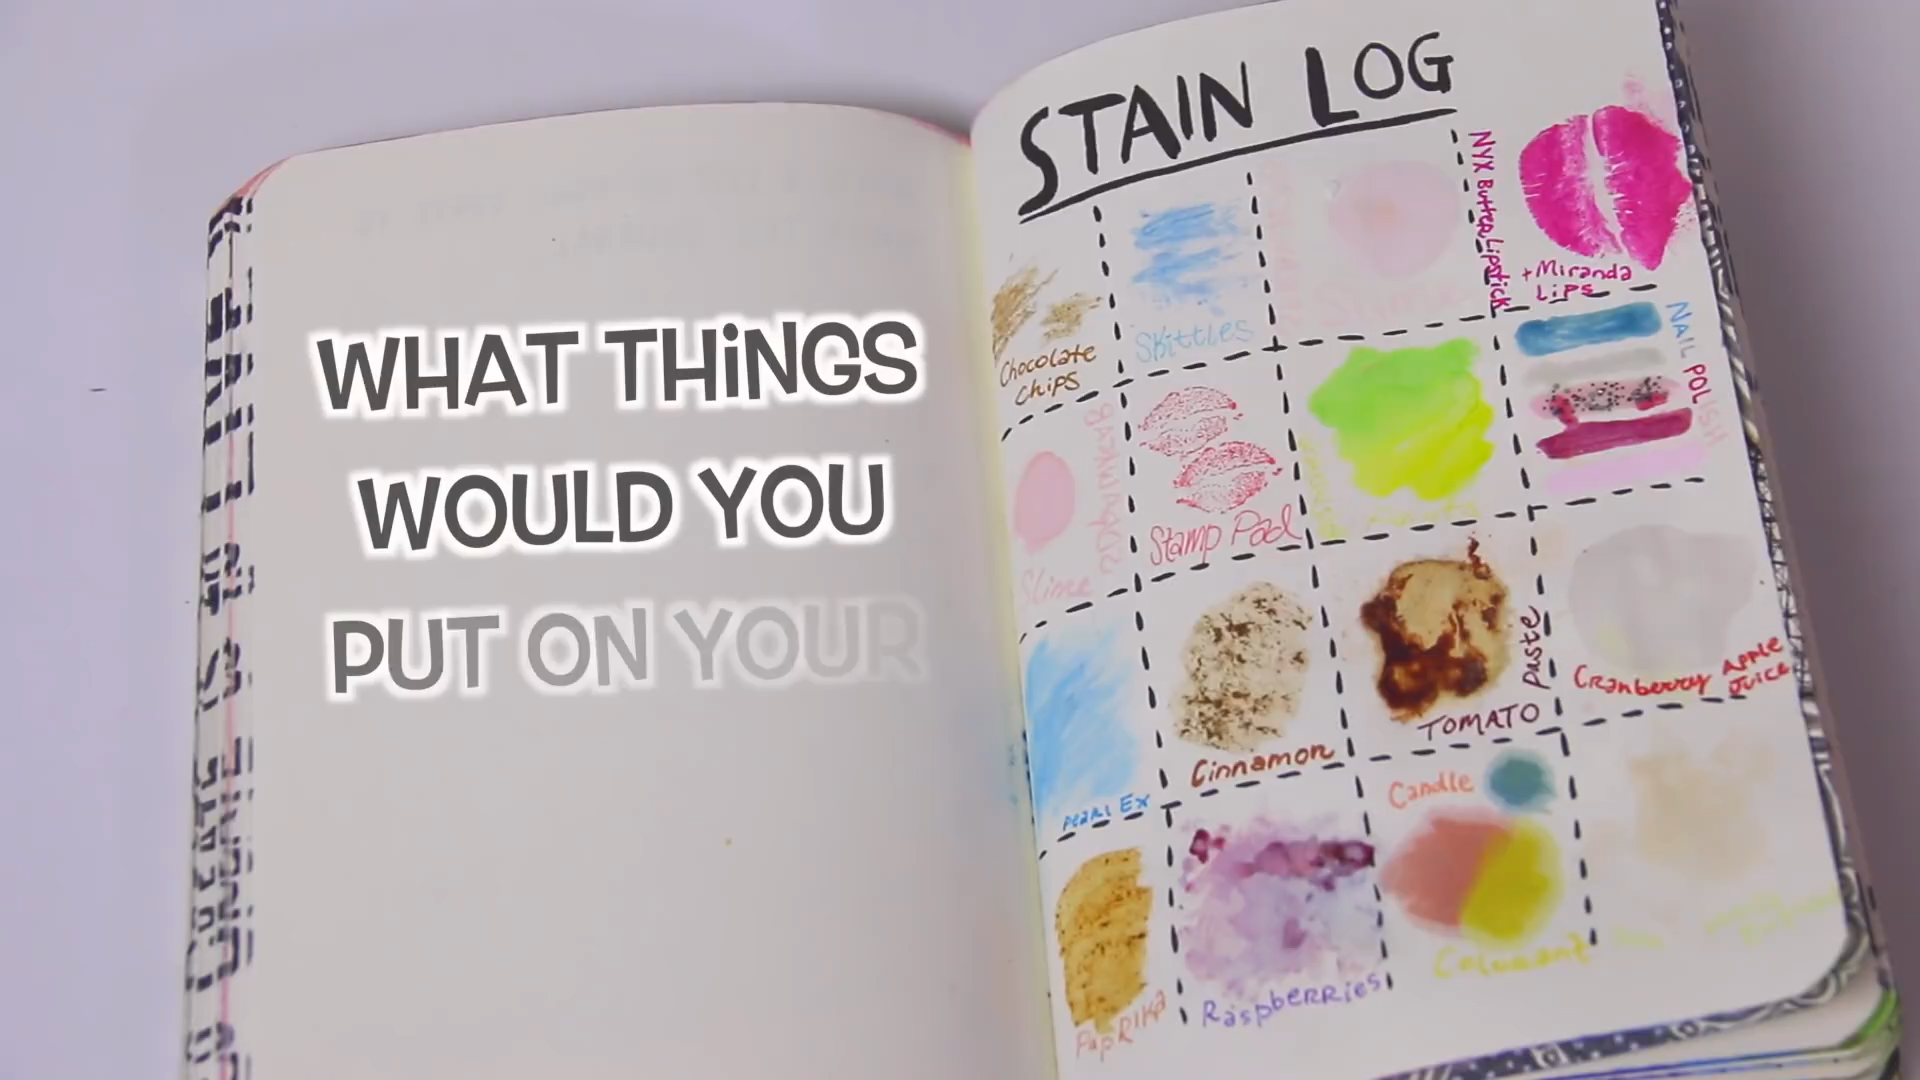 WHAT THINGS
WOULD YOU
PUT ON YOUR
STAIN LOG
Chocolate
Chips
Skittles
NYX Butter Lipstick
+ Miranda
Lips
Slime
Stamp Pad
NAIL POLISH
Pearl Ex
Cinnamon
TOMATO
Paste
Cranberry Apple
Juice
PapRIKA
Raspberries
Candle
Colorant